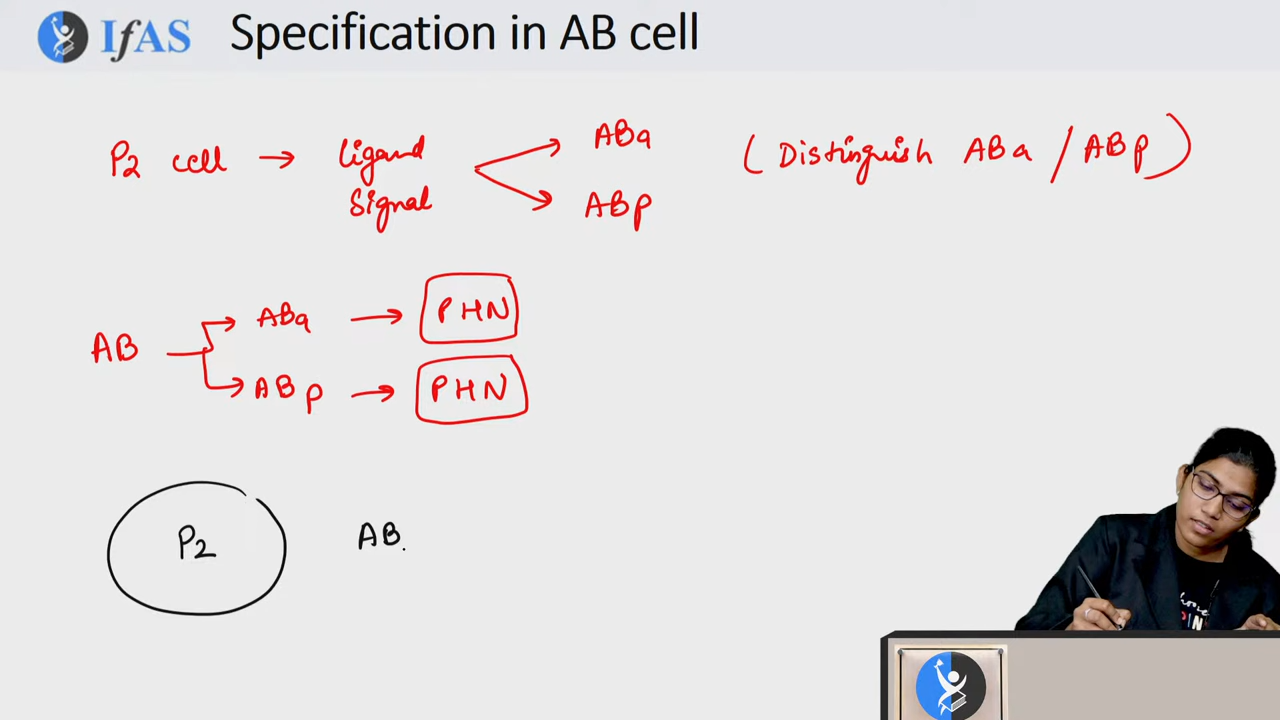 IfAS Specification in AB cell
P2 cell → ligand signal → ABa (Distinguish ABa / ABp)
→ ABp
AB → ABa → PHN
→ ABp → PHN
P2 AB.